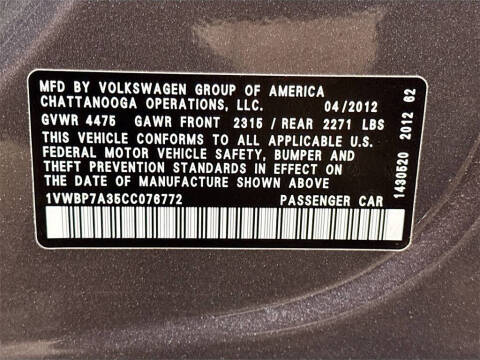 MFD BY VOLKSWAGEN GROUP OF AMERICA
CHATTANOOGA OPERATIONS, LLC. 04/2012
GVWR 4475 GAWR FRONT 2315 / REAR 2271 LBS
THIS VEHICLE CONFORMS TO ALL APPLICABLE U.S.
FEDERAL MOTOR VEHICLE SAFETY, BUMPER AND
THEFT PREVENTION STANDARDS IN EFFECT ON
DATE OF MANUFACTURE SHOWN ABOVE
1VWBP7A35CC076772 PASSENGER CAR
1430520 2012 62